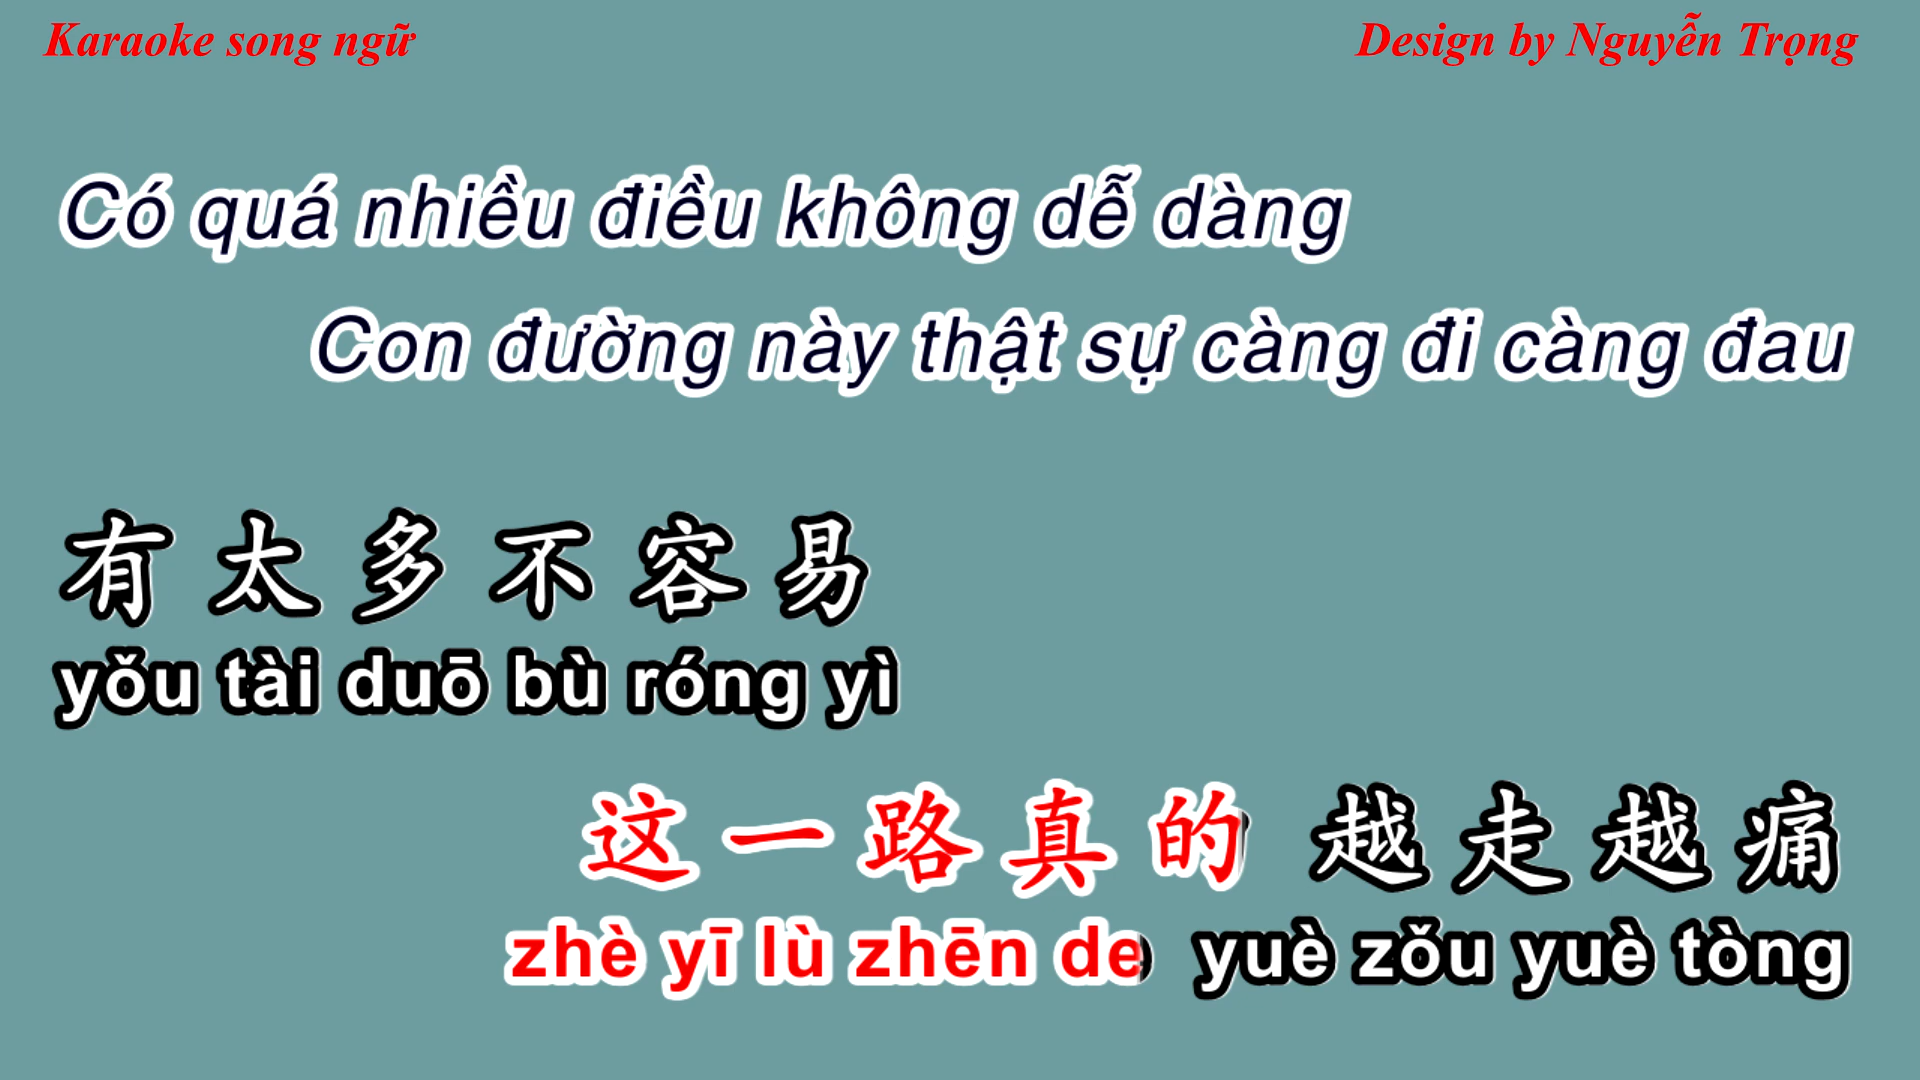 Karaoke song ngữ
Design by Nguyễn Trọng
Có quá nhiều điều không dễ dàng
Con đường này thật sự càng đi càng đau
有太多不容易
yǒu tài duō bù róng yì
这一路真的 越走越痛
zhè yī lù zhēn de yuè zǒu yuè tòng